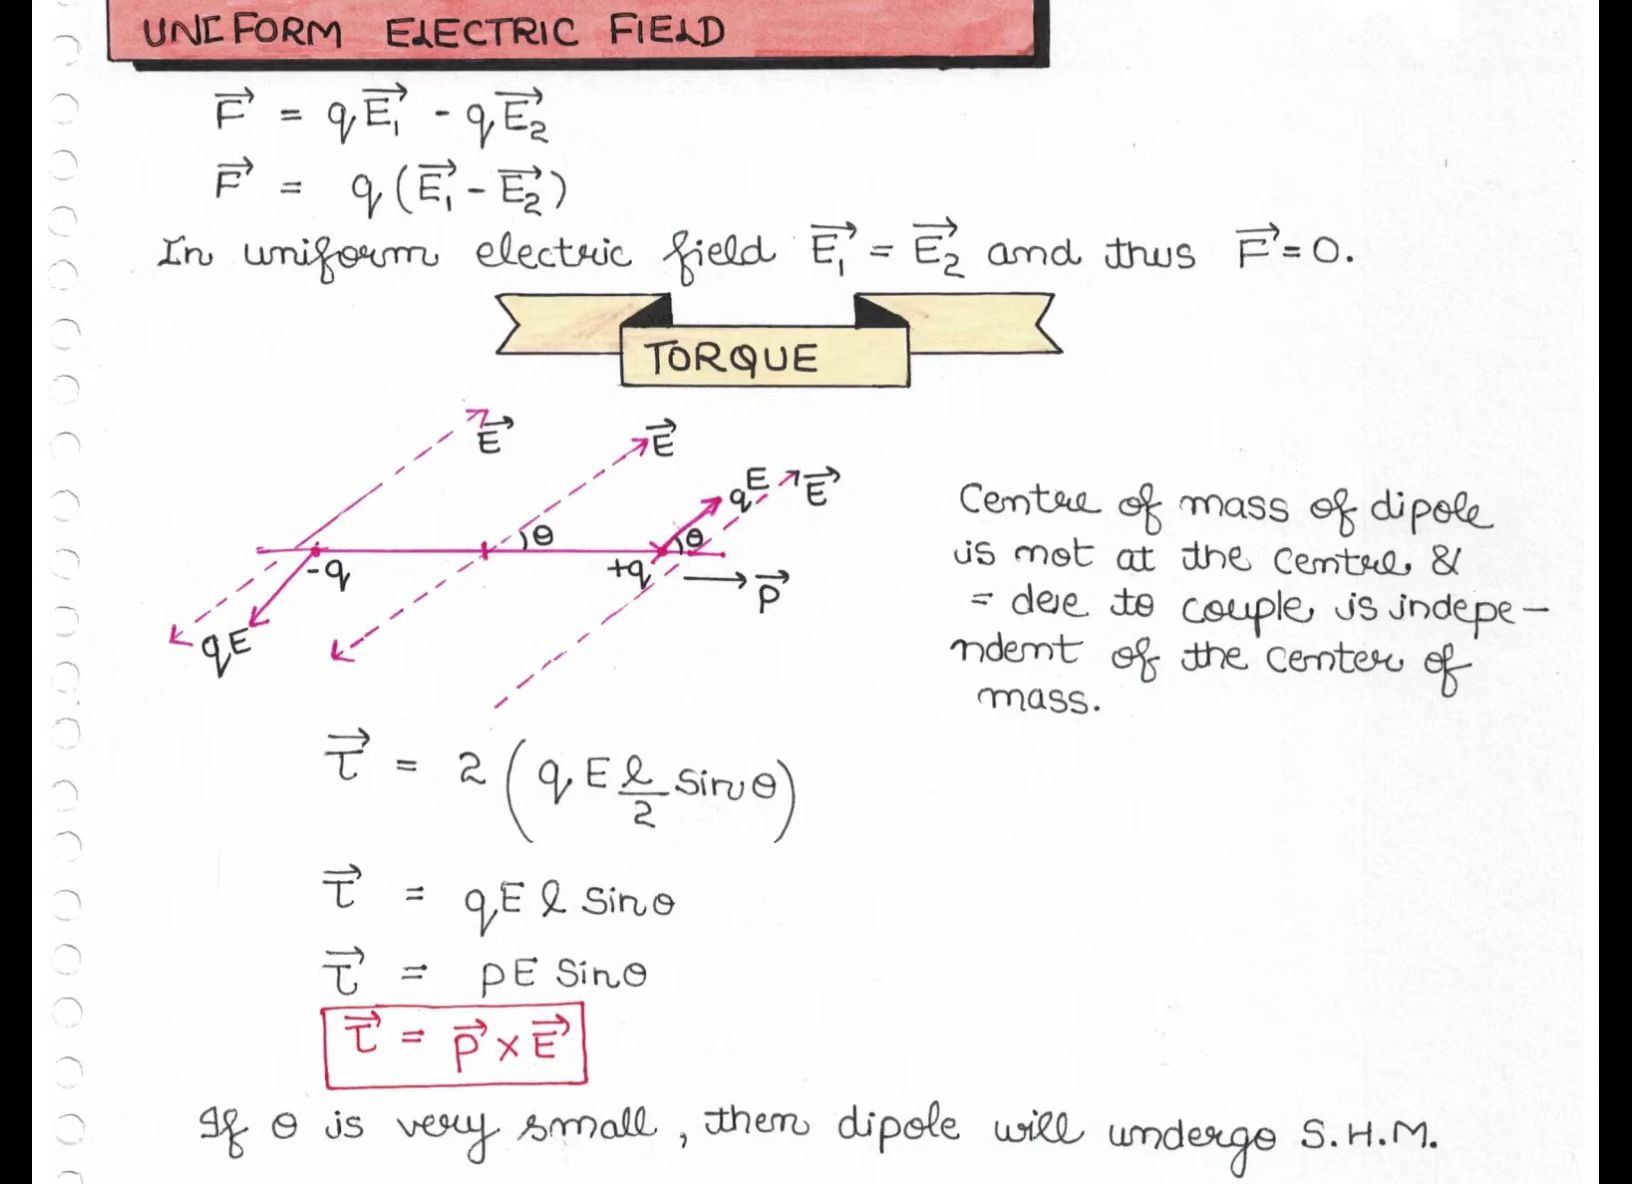 UNIFORM ELECTRIC FIELD
F⃗ = qE⃗₁ - qE⃗₂
F⃗ = q(E⃗₁ - E⃗₂)
In uniform electric field E⃗₁ = E⃗₂ and thus F⃗ = 0.
TORQUE
E⃗
E⃗
qE
E⃗
θ
θ
-q
+q
P⃗
qE
Centre of mass of dipole
is not at the centre &
= due to couple is indepe-
ndent of the center of
mass.
τ⃗ = 2(qE l/2 sinθ)
τ⃗ = qEl Sinθ
τ⃗ = pE Sinθ
τ⃗ = P⃗ × E⃗
If θ is very small, then dipole will undergo S.H.M.